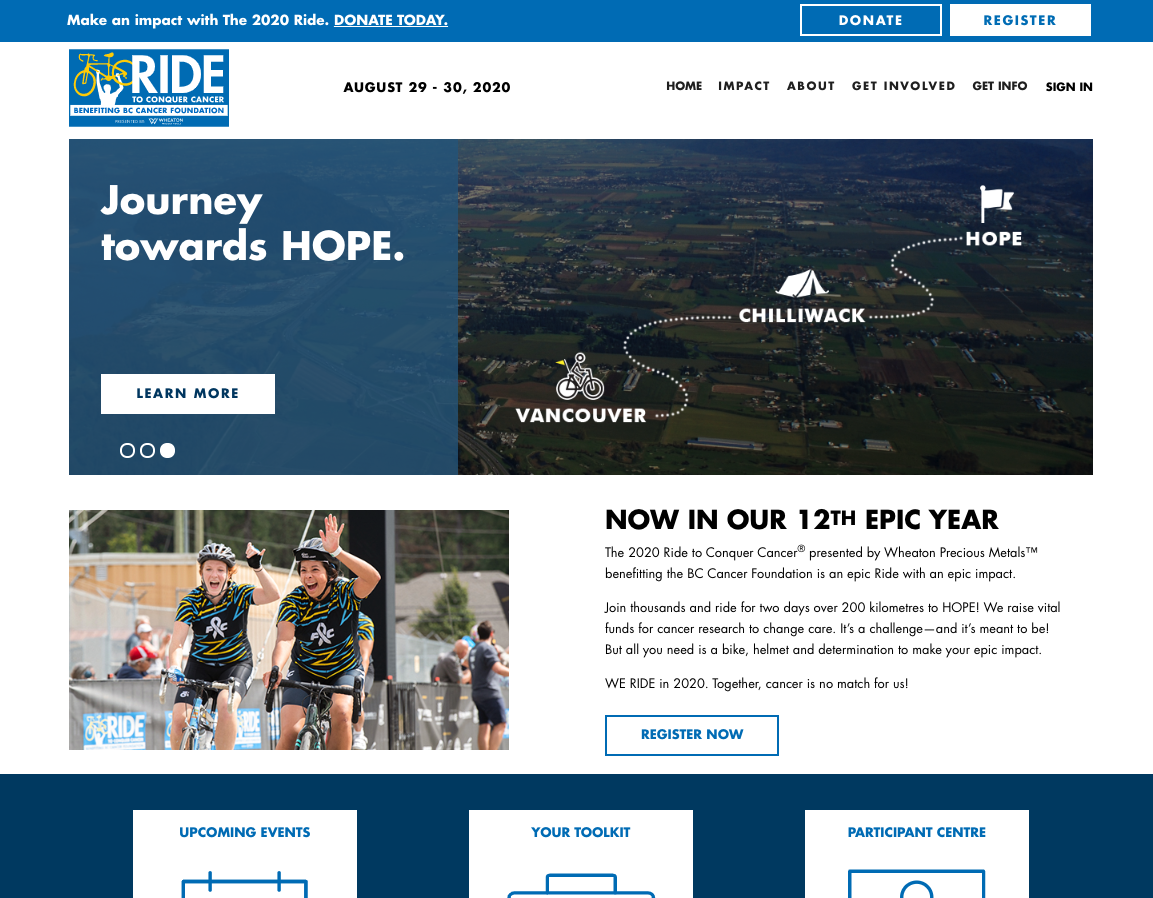 Make an impact with The 2020 Ride. DONATE TODAY.
DONATE
REGISTER
RIDE
TO CONQUER CANCER
BENEFITING BC CANCER FOUNDATION
WHEATON
AUGUST 29 - 30, 2020
HOME IMPACT ABOUT GET INVOLVED GET INFO SIGN IN
Journey
towards HOPE.
HOPE
CHILLIWACK
VANCOUVER
LEARN MORE
NOW IN OUR 12TH EPIC YEAR
The 2020 Ride to Conquer Cancer® presented by Wheaton Precious Metals™
benefitting the BC Cancer Foundation is an epic Ride with an epic impact.
Join thousands and ride for two days over 200 kilometres to HOPE! We raise vital
funds for cancer research to change care. It’s a challenge—and it’s meant to be!
But all you need is a bike, helmet and determination to make your epic impact.
WE RIDE in 2020. Together, cancer is no match for us!
REGISTER NOW
RIDE
UPCOMING EVENTS
YOUR TOOLKIT
PARTICIPANT CENTRE